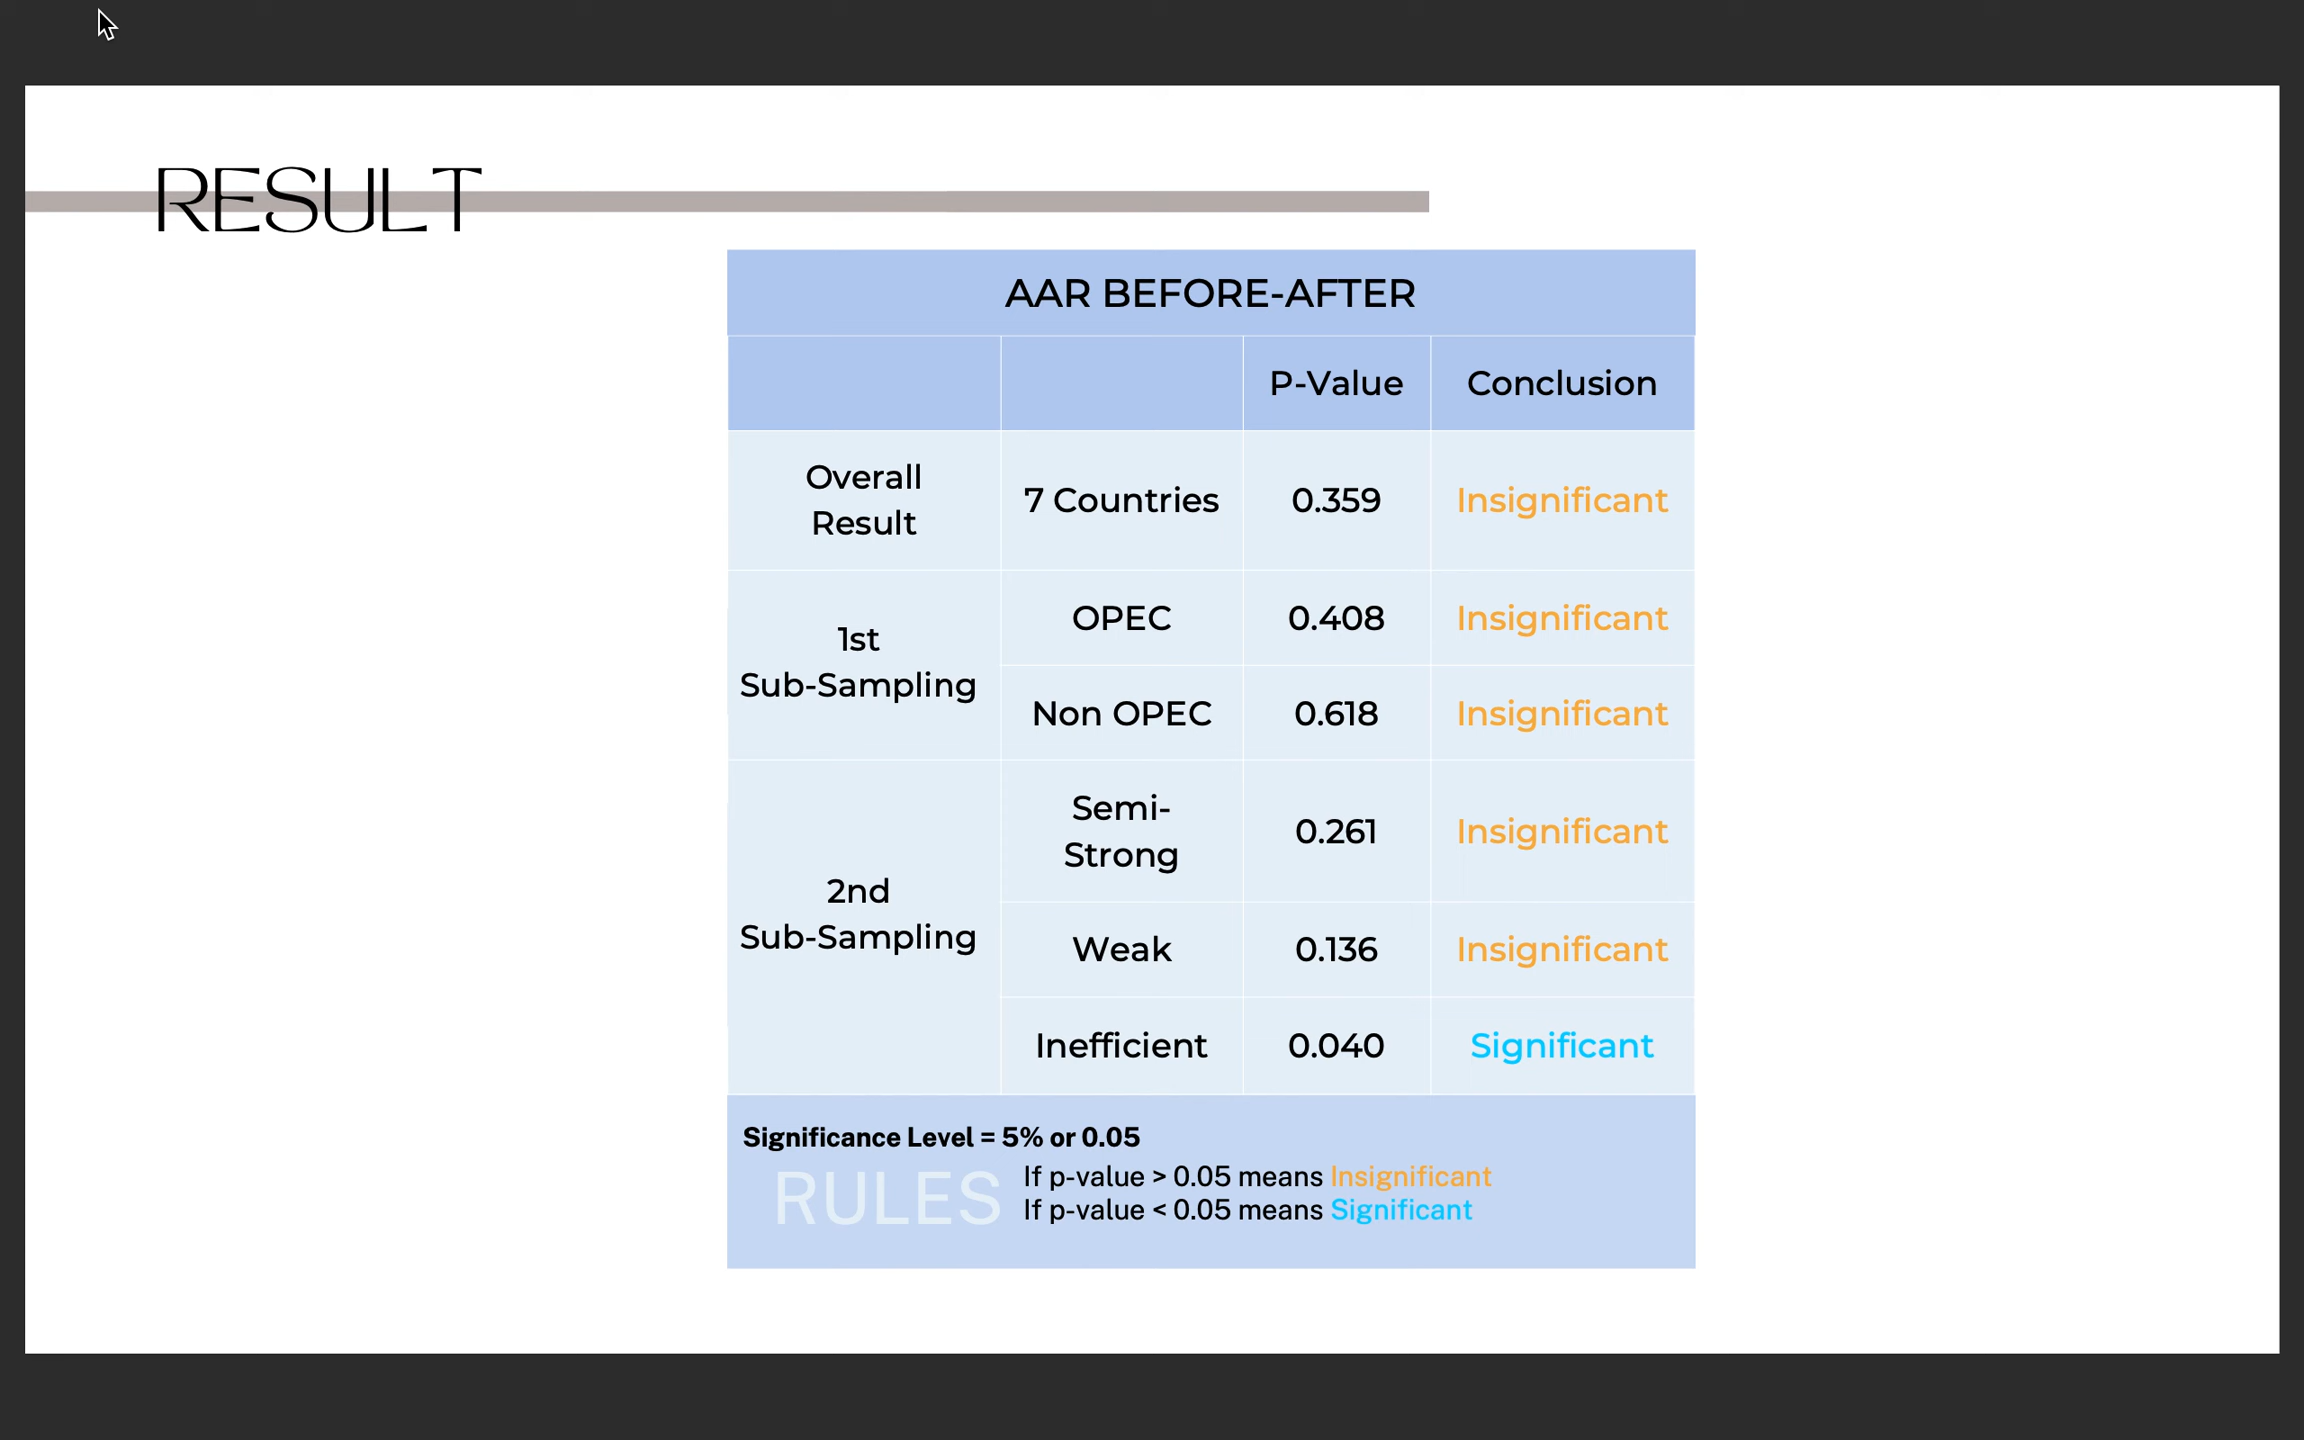 RESULT
AAR BEFORE-AFTER
P-Value Conclusion
Overall
Result
7 Countries 0.359 Insignificant
1st
Sub-Sampling
OPEC 0.408 Insignificant
Non OPEC 0.618 Insignificant
2nd
Sub-Sampling
Semi-
Strong
0.261 Insignificant
Weak 0.136 Insignificant
Inefficient 0.040 Significant
Significance Level = 5% or 0.05
RULES
If p-value > 0.05 means Insignificant
If p-value < 0.05 means Significant